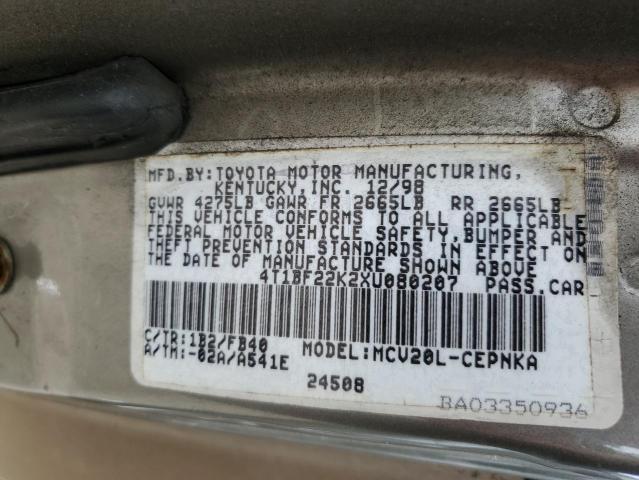 MFD.BY:TOYOTA MOTOR MANUFACTURING,
KENTUCKY,INC. 12/98
GVWR 4275LB GAWR FR 2665LB RR 2665LB
THIS VEHICLE CONFORMS TO ALL APPLICABLE
FEDERAL MOTOR VEHICLE SAFETY,BUMPER AND
THEFT PREVENTION STANDARDS IN EFFECT ON
THE DATE OF MANUFACTURE SHOWN ABOVE
4T1BF22K2XU080207 PASS.CAR
C/TR:1B2/FB40 MODEL:MCV20L-CEPNKA
A/TM:-02A/A541E
24508
BA03350936